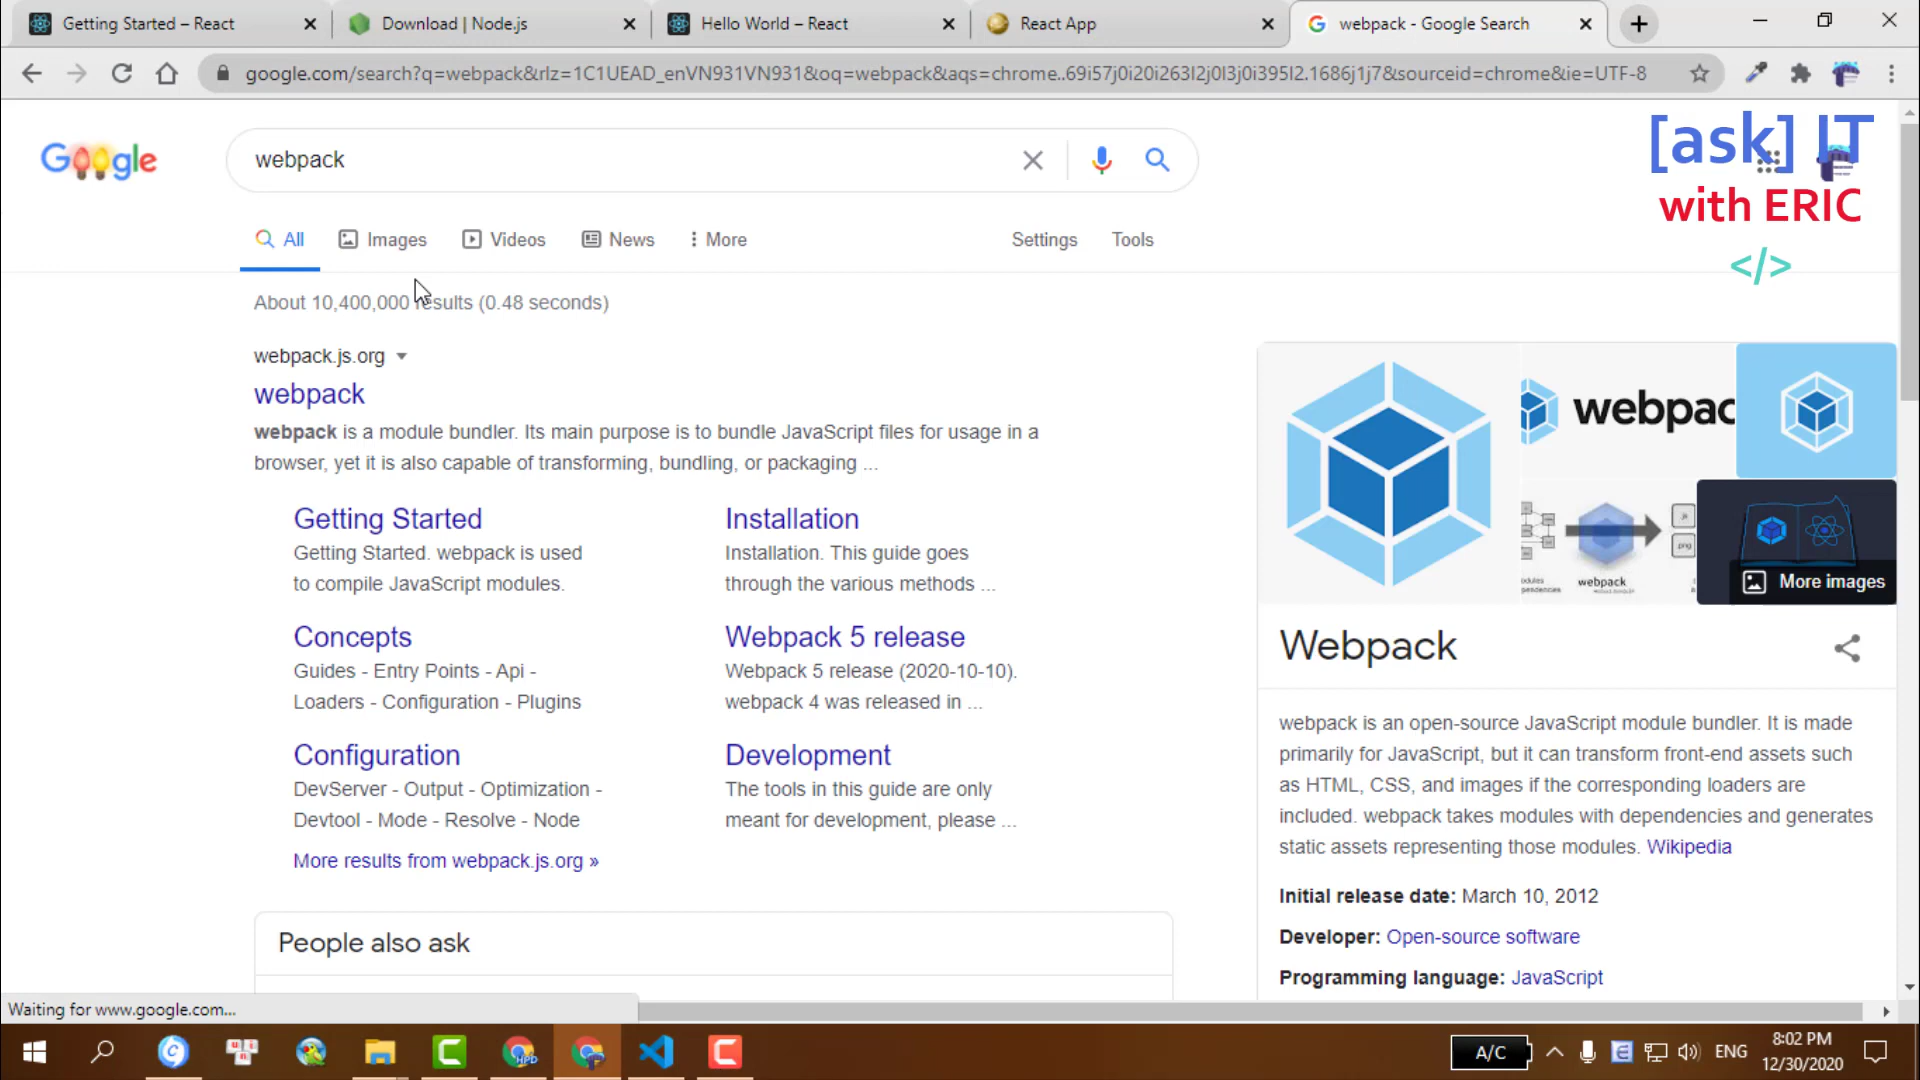 Getting Started – React
Download | Node.js
Hello World – React
React App
webpack - Google Search
google.com/search?q=webpack&rlz=1C1UEAD_enVN931VN931&oq=webpack&aqs=chrome..69i57j0i20i263l2j0l3j0i395l2.1686j1j7&sourceid=chrome&ie=UTF-8
[ask] IT
with ERIC
</>
Google
webpack
All
Images
Videos
News
More
Settings
Tools
About 10,400,000 results (0.48 seconds)
webpack.js.org
webpack
webpack is a module bundler. Its main purpose is to bundle JavaScript files for usage in a
browser, yet it is also capable of transforming, bundling, or packaging ...
Getting Started
Getting Started. webpack is used
to compile JavaScript modules.
Installation
Installation. This guide goes
through the various methods ...
Concepts
Guides - Entry Points - Api -
Loaders - Configuration - Plugins
Webpack 5 release
Webpack 5 release (2020-10-10).
webpack 4 was released in ...
Configuration
DevServer - Output - Optimization -
Devtool - Mode - Resolve - Node
Development
The tools in this guide are only
meant for development, please ...
More results from webpack.js.org »
People also ask
webpac
webpack
More images
Webpack
webpack is an open-source JavaScript module bundler. It is made
primarily for JavaScript, but it can transform front-end assets such
as HTML, CSS, and images if the corresponding loaders are
included. webpack takes modules with dependencies and generates
static assets representing those modules. Wikipedia
Initial release date: March 10, 2012
Developer: Open-source software
Programming language: JavaScript
Waiting for www.google.com...
A/C
ENG
8:02 PM
12/30/2020